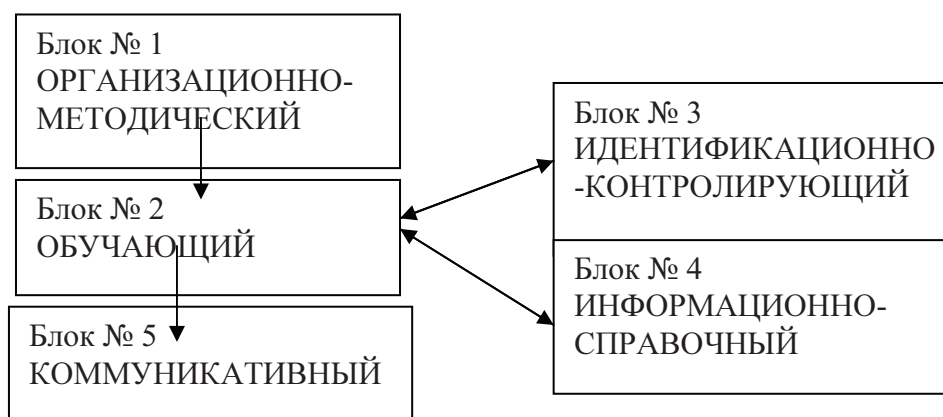 Блок № 1
ОРГАНИЗАЦИОННО-
МЕТОДИЧЕСКИЙ
Блок № 2
ОБУЧАЮЩИЙ
Блок № 5
КОММУНИКАТИВНЫЙ
Блок № 3
ИДЕНТИФИКАЦИОННО
-КОНТРОЛИРУЮЩИЙ
Блок № 4
ИНФОРМАЦИОННО-
СПРАВОЧНЫЙ